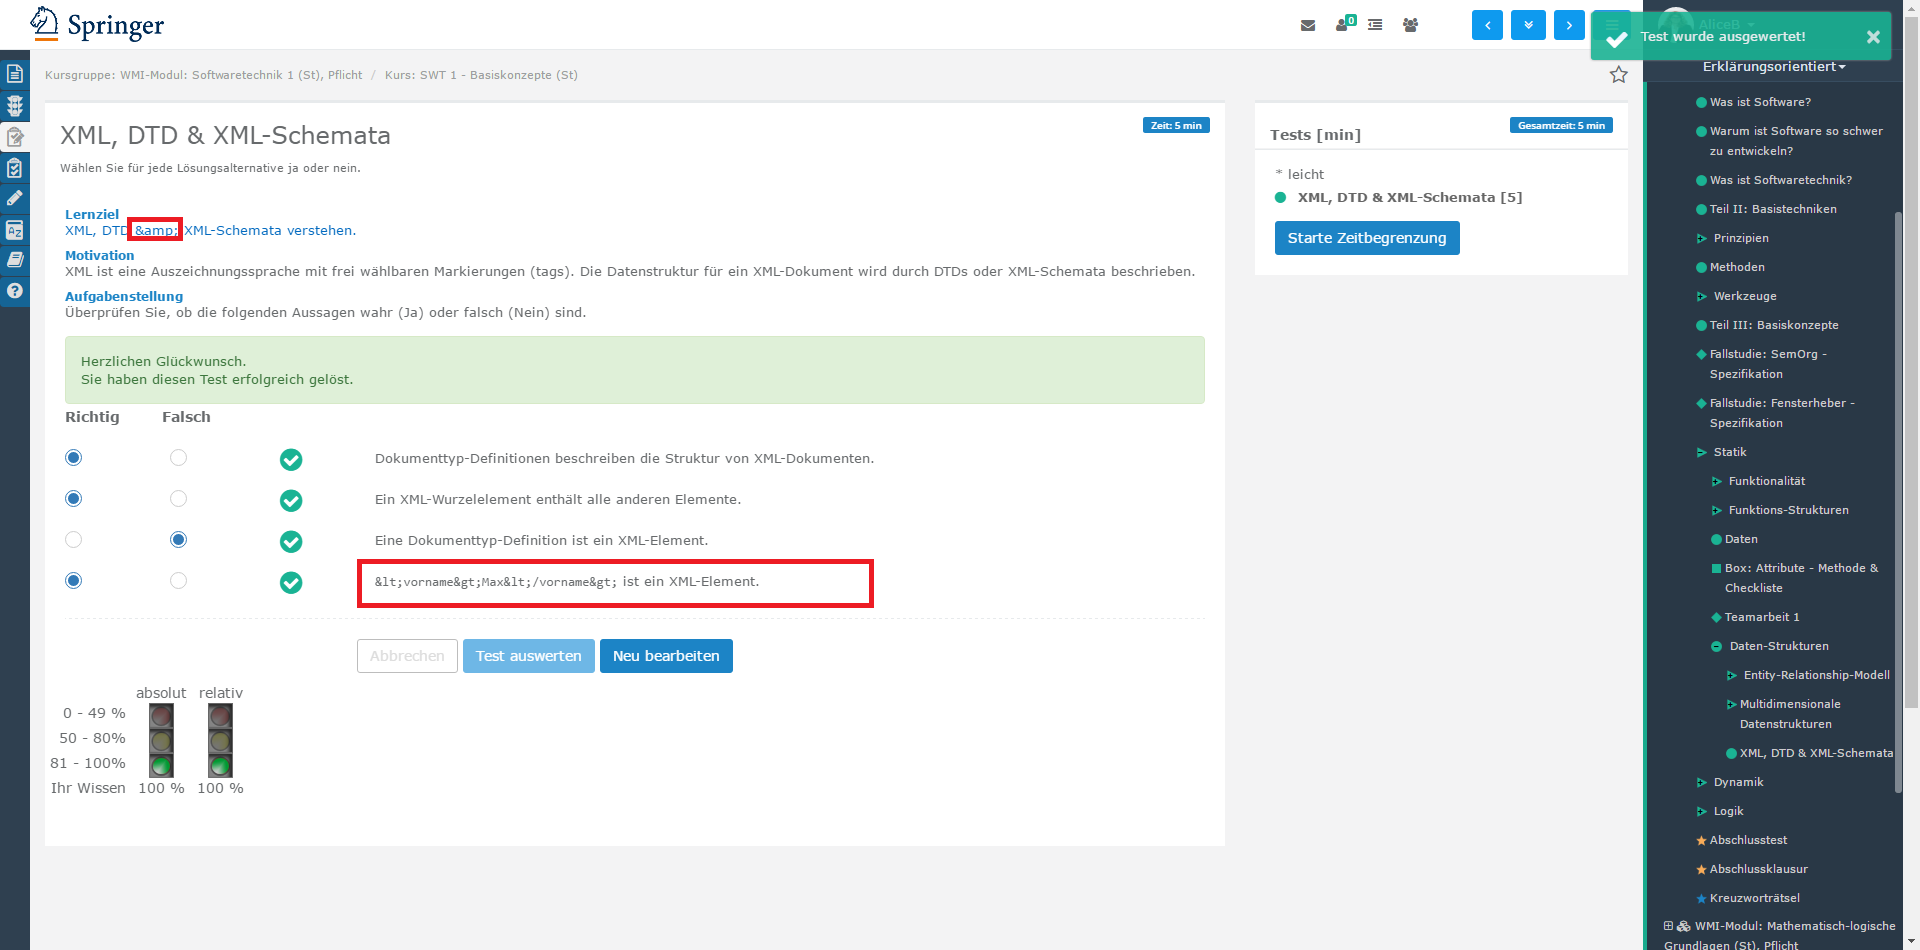 Springer
0
AliceB
Test wurde ausgewertet!
Erklärungsorientiert
Kursgruppe: WMI-Modul: Softwaretechnik 1 (St), Pflicht / Kurs: SWT 1 - Basiskonzepte (St)
XML, DTD & XML-Schemata
Zeit: 5 min
Wählen Sie für jede Lösungsalternative ja oder nein.
Lernziel
XML, DTD &amp; XML-Schemata verstehen.
Motivation
XML ist eine Auszeichnungssprache mit frei wählbaren Markierungen (tags). Die Datenstruktur für ein XML-Dokument wird durch DTDs oder XML-Schemata beschrieben.
Aufgabenstellung
Überprüfen Sie, ob die folgenden Aussagen wahr (Ja) oder falsch (Nein) sind.
Herzlichen Glückwunsch.
Sie haben diesen Test erfolgreich gelöst.
Richtig Falsch
Dokumenttyp-Definitionen beschreiben die Struktur von XML-Dokumenten.
Ein XML-Wurzelelement enthält alle anderen Elemente.
Eine Dokumenttyp-Definition ist ein XML-Element.
&lt;vorname&gt;Max&lt;/vorname&gt; ist ein XML-Element.
Abbrechen Test auswerten Neu bearbeiten
absolut relativ
0 - 49 %
50 - 80%
81 - 100%
Ihr Wissen 100 % 100 %
Tests [min]
Gesamtzeit: 5 min
* leicht
XML, DTD & XML-Schemata [5]
Starte Zeitbegrenzung
Was ist Software?
Warum ist Software so schwer
zu entwickeln?
Was ist Softwaretechnik?
Teil II: Basistechniken
Prinzipien
Methoden
Werkzeuge
Teil III: Basiskonzepte
Fallstudie: SemOrg -
Spezifikation
Fallstudie: Fensterheber -
Spezifikation
Statik
Funktionalität
Funktions-Strukturen
Daten
Box: Attribute - Methode &
Checkliste
Teamarbeit 1
Daten-Strukturen
Entity-Relationship-Modell
Multidimensionale
Datenstrukturen
XML, DTD & XML-Schemata
Dynamik
Logik
Abschlusstest
Abschlussklausur
Kreuzworträtsel
WMI-Modul: Mathematisch-logische
Grundlagen (St), Pflicht